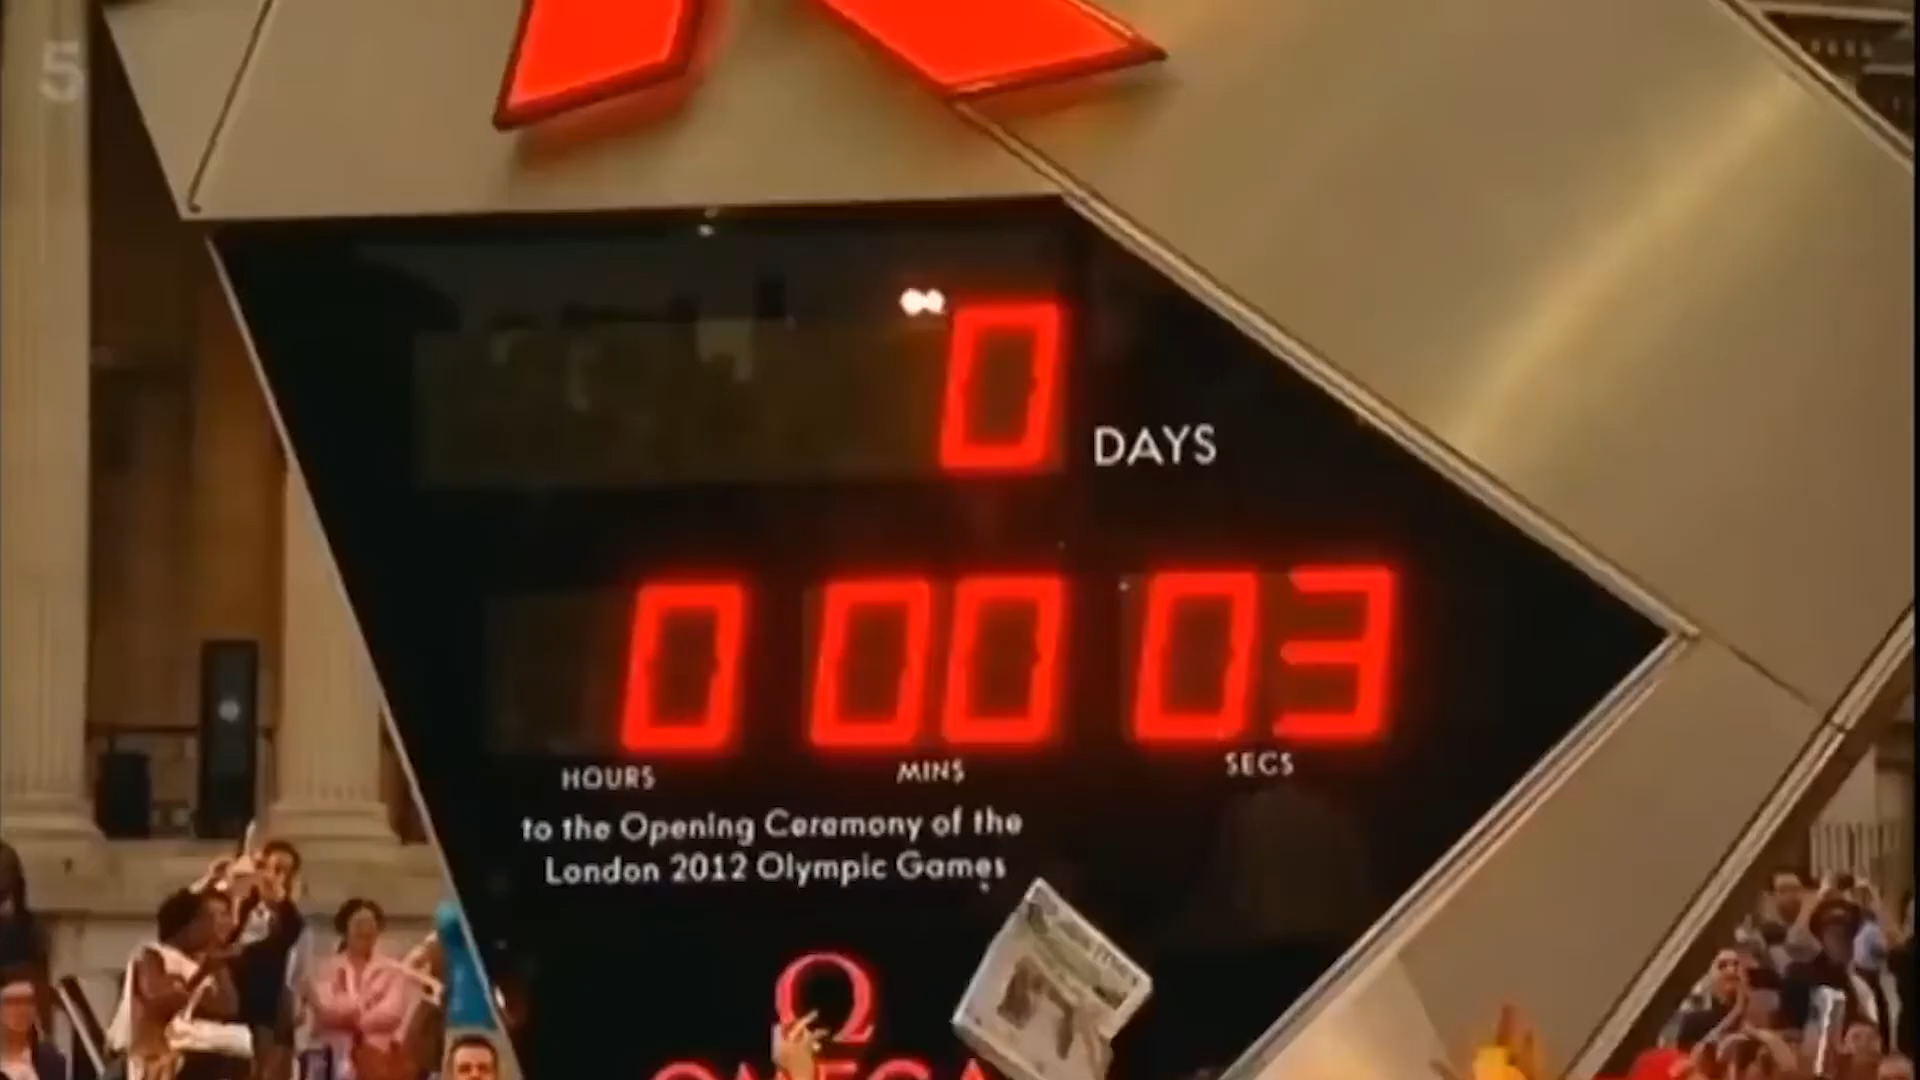 5
0 DAYS
0 00 03
HOURS MINS SECS
to the Opening Ceremony of the
London 2012 Olympic Games
Ω
OMEGA